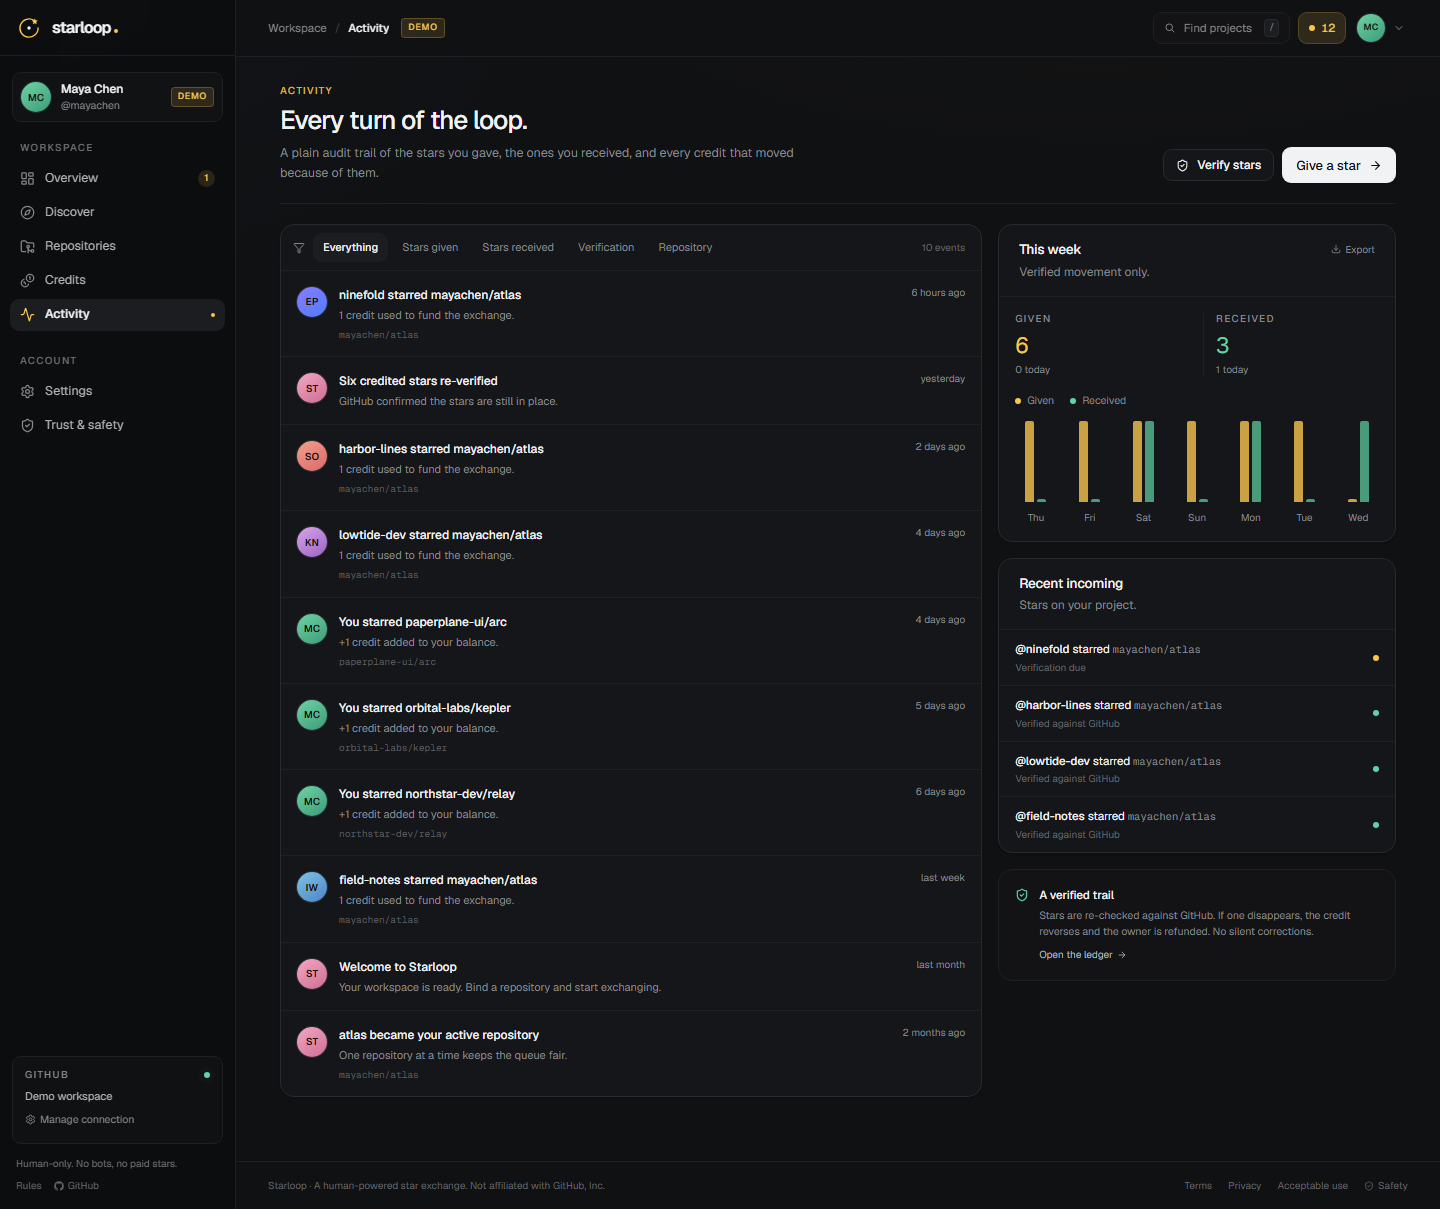 starloop.
Workspace / Activity DEMO
Find projects /
12
MC
MC
Maya Chen
@mayachen
DEMO
WORKSPACE
Overview 1
Discover
Repositories
Credits
Activity
ACCOUNT
Settings
Trust & safety
GITHUB
Demo workspace
Manage connection
Human-only. No bots, no paid stars.
Rules GitHub
ACTIVITY
Every turn of the loop.
A plain audit trail of the stars you gave, the ones you received, and every credit that moved
because of them.
Verify stars
Give a star →
Everything Stars given Stars received Verification Repository 10 events
EP
ninefold starred mayachen/atlas 6 hours ago
1 credit used to fund the exchange.
mayachen/atlas
ST
Six credited stars re-verified yesterday
GitHub confirmed the stars are still in place.
SO
harbor-lines starred mayachen/atlas 2 days ago
1 credit used to fund the exchange.
mayachen/atlas
KN
lowtide-dev starred mayachen/atlas 4 days ago
1 credit used to fund the exchange.
mayachen/atlas
MC
You starred paperplane-ui/arc 4 days ago
+1 credit added to your balance.
paperplane-ui/arc
MC
You starred orbital-labs/kepler 5 days ago
+1 credit added to your balance.
orbital-labs/kepler
MC
You starred northstar-dev/relay 6 days ago
+1 credit added to your balance.
northstar-dev/relay
IW
field-notes starred mayachen/atlas last week
1 credit used to fund the exchange.
mayachen/atlas
ST
Welcome to Starloop last month
Your workspace is ready. Bind a repository and start exchanging.
ST
atlas became your active repository 2 months ago
One repository at a time keeps the queue fair.
mayachen/atlas
This week Export
Verified movement only.
GIVEN RECEIVED
6 3
0 today 1 today
Given Received
Thu Fri Sat Sun Mon Tue Wed
Recent incoming
Stars on your project.
@ninefold starred mayachen/atlas
Verification due
@harbor-lines starred mayachen/atlas
Verified against GitHub
@lowtide-dev starred mayachen/atlas
Verified against GitHub
@field-notes starred mayachen/atlas
Verified against GitHub
A verified trail
Stars are re-checked against GitHub. If one disappears, the credit
reverses and the owner is refunded. No silent corrections.
Open the ledger →
Starloop · A human-powered star exchange. Not affiliated with GitHub, Inc.
Terms Privacy Acceptable use Safety